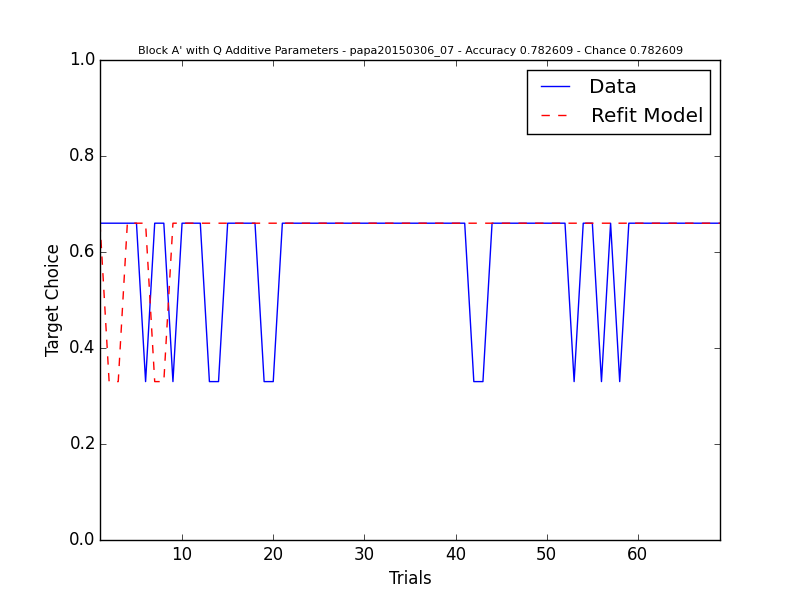 Block A' with Q Additive Parameters - papa20150306_07 - Accuracy 0.782609 - Chance 0.782609
1.0
Data
Refit Model
0.8
0.6
Target Choice
0.4
0.2
0.0
10 20 30 40 50 60
Trials